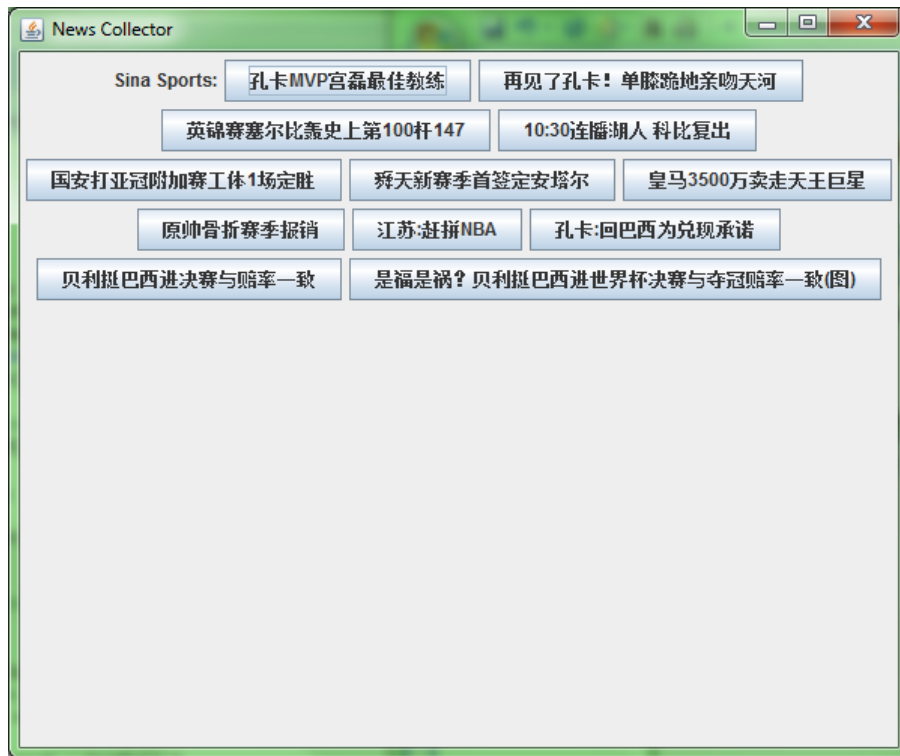 News Collector
Sina Sports: 孔卡MVP宫磊最佳教练 再见了孔卡！单膝跪地亲吻天河
英锦赛塞尔比轰史上第100杆147 10:30连播湖人 科比复出
国安打亚冠附加赛工体1场定胜 舜天新赛季首签定安塔尔 皇马3500万卖走天王巨星
原帅骨折赛季报销 江苏:赶拼NBA 孔卡:回巴西为兑现承诺
贝利挺巴西进决赛与赔率一致 是福是祸？贝利挺巴西进世界杯决赛与夺冠赔率一致(图)